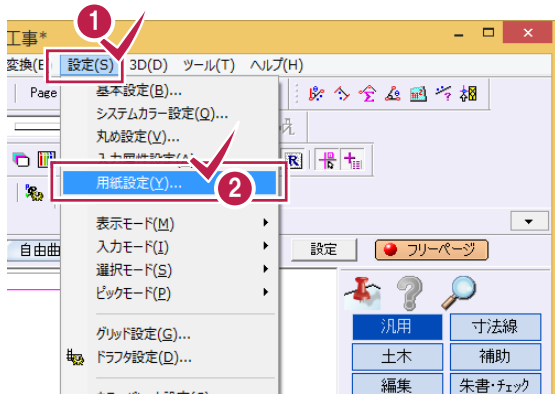 1
工事*
変換(E) 設定(S) 3D(D) ツール(T) ヘルプ(H)
Page
基本設定(B)...
システムカラー設定(O)...
丸め設定(V)...
用紙設定(Y)...
2
R
表示モード(M)
入力モード(I)
選択モード(S)
ピックモード(P)
グリッド設定(G)...
ドラフタ設定(D)...
自由曲
設定
フリーページ
汎用
寸法線
土木
補助
編集
朱書・チェック